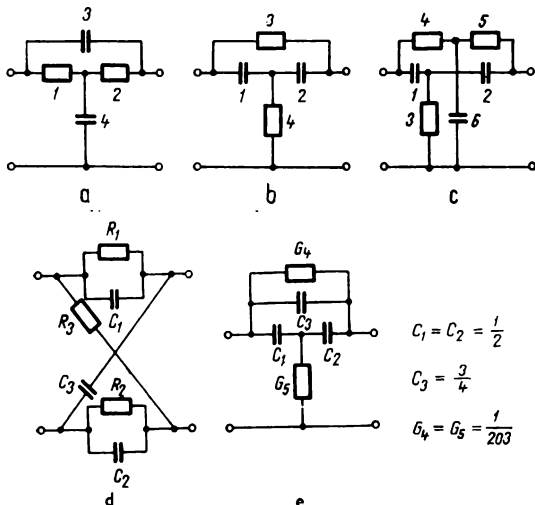 3
1 2
4
a
3
1 2
4
b
4 5
1 2
3 6
c
R₁
C₁
R₃
C₃
R₂
C₂
d
G₄
C₃
C₁ C₂
G₅
e
C₁ = C₂ = 1/2
C₃ = 3/4
G₄ = G₅ = 1/203